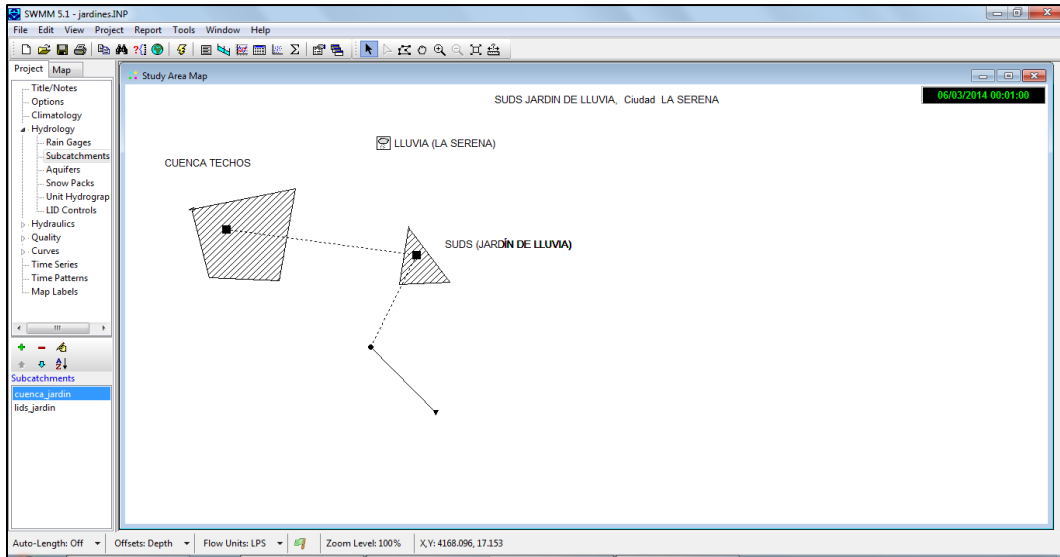 SWMM 5.1 - jardines.INP
File Edit View Project Report Tools Window Help
Project Map
Title/Notes
Options
Climatology
Hydrology
Rain Gages
Subcatchments
Aquifers
Snow Packs
Unit Hydrograp
LID Controls
Hydraulics
Quality
Curves
Time Series
Time Patterns
Map Labels
Subcatchments
cuenca_jardin
lids_jardin
Study Area Map
06/03/2014 00:01:00
SUDS JARDIN DE LLUVIA, Ciudad LA SERENA
LLUVIA (LA SERENA)
CUENCA TECHOS
SUDS (JARDÍN DE LLUVIA)
Auto-Length: Off Offsets: Depth Flow Units: LPS Zoom Level: 100% X,Y: 4168.096, 17.153